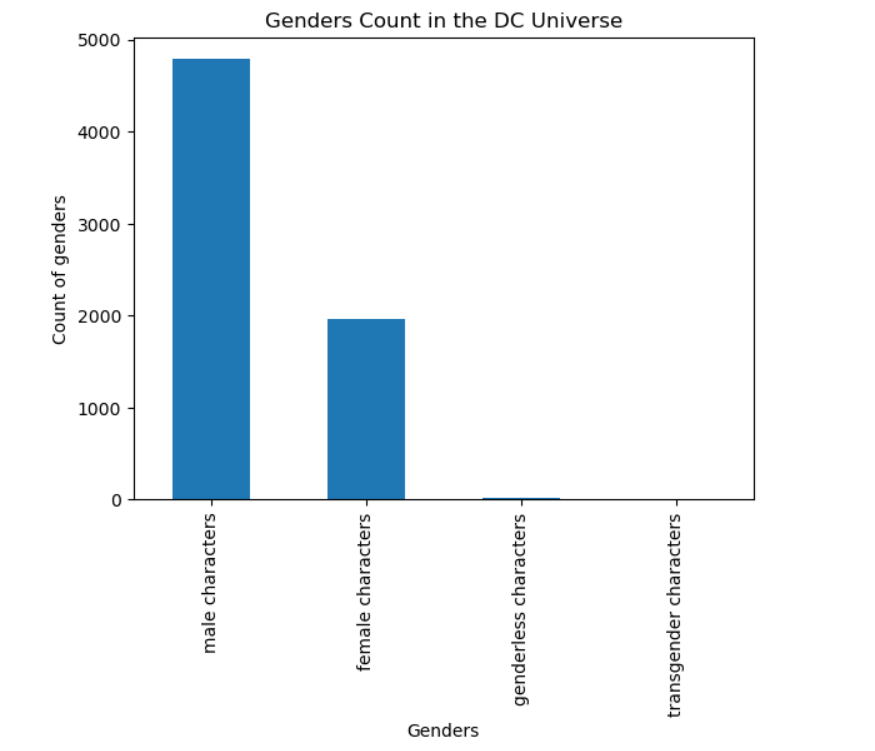 Genders Count in the DC Universe
5000
4000
3000
2000
1000
0
Count of genders
male characters
female characters
genderless characters
transgender characters
Genders